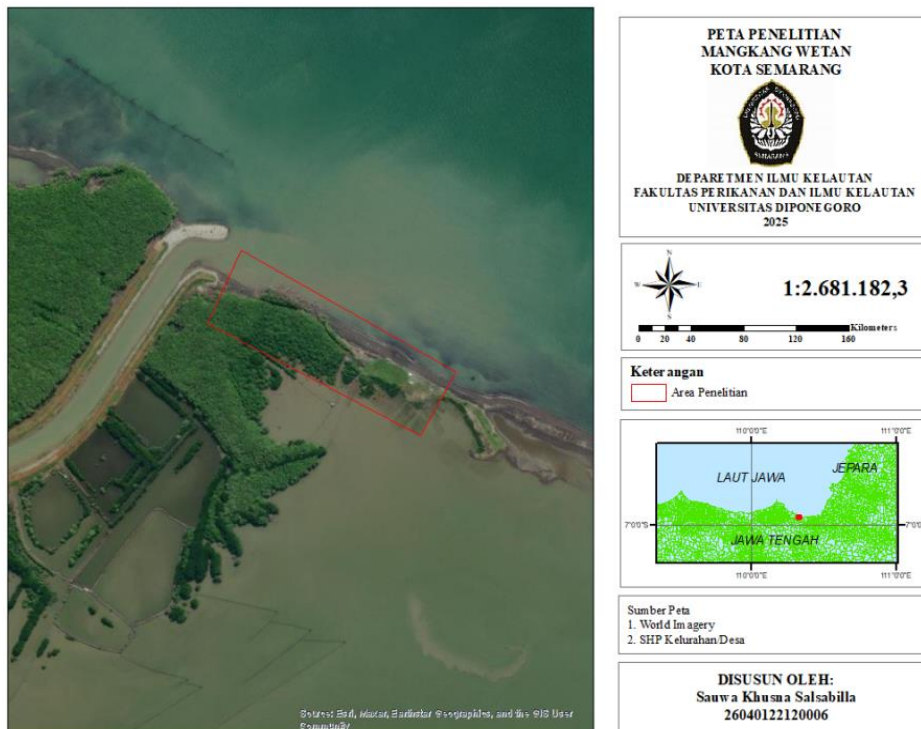 PETA PENELITIAN
MANGKANG WETAN
KOTA SEMARANG
DEPARETMEN ILMU KELAUTAN
FAKULTAS PERIKANAN DAN ILMU KELAUTAN
UNIVERSITAS DIPONEGORO
2025
N
W E
S
1:2.681.182,3
Kilometers
0 20 40 80 120 160
Keterangan
Area Penelitian
110°0'0"E 111°0'0"E
LAUT JAWA
JEPARA
7°0'0"S
7°0'
JAWA TENGAH
110°0'0"E 111°0'0"E
Sumber Peta
1. World Imagery
2. SHP Kelurahan/Desa
DISUSUN OLEH:
Sauwa Khusna Salsabilla
26040122120006
Source: Esri, Maxar, Earthstar Geographics, and the GIS User
Community